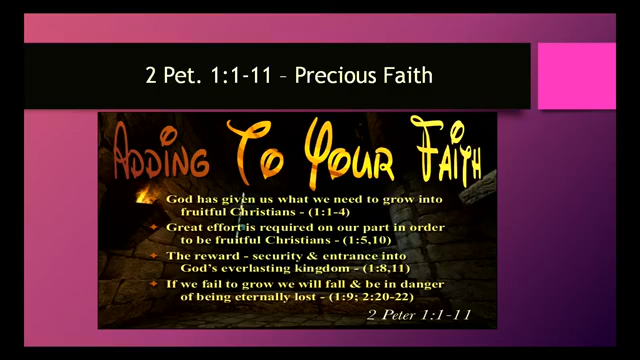 2 Pet. 1:1-11 – Precious Faith
Adding To Your Faith
God has given us what we need to grow into
fruitful Christians - (1:1-4)
Great effort is required on our part in order
to be fruitful Christians - (1:5,10)
The reward - security & entrance into
God's everlasting kingdom - (1:8,11)
If we fail to grow we will fall & be in danger
of being eternally lost - (1:9; 2:20-22)
2 Peter 1:1-11